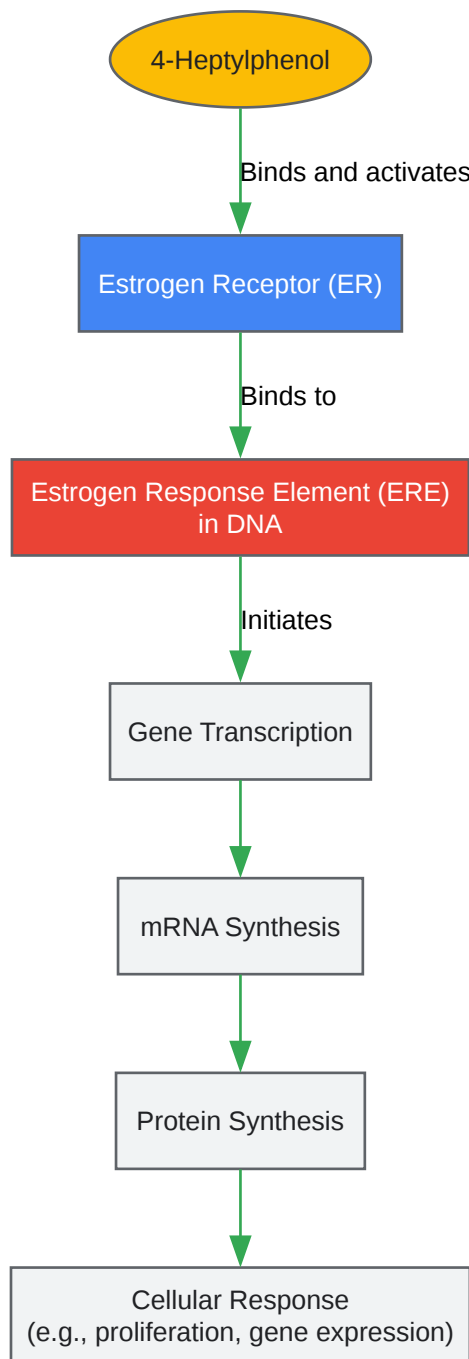 4-Heptylphenol
Binds and activates
Estrogen Receptor (ER)
Binds to
Estrogen Response Element (ERE)
in DNA
Initiates
Gene Transcription
mRNA Synthesis
Protein Synthesis
Cellular Response
(e.g., proliferation, gene expression)